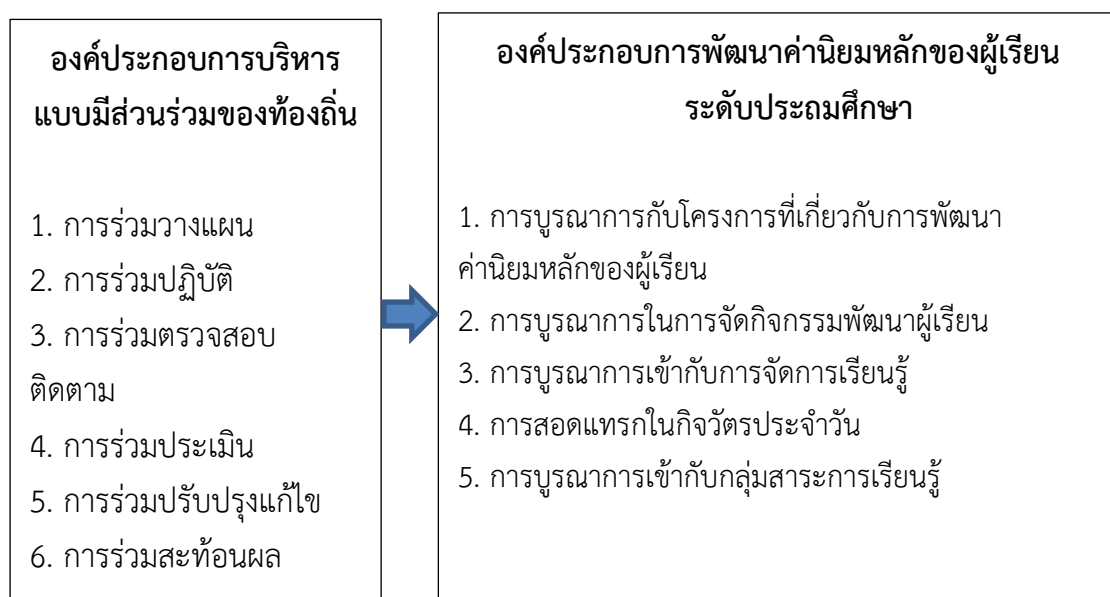 องค์ประกอบการบริหาร
แบบมีส่วนร่วมของท้องถิ่น
1. การร่วมวางแผน
2. การร่วมปฏิบัติ
3. การร่วมตรวจสอบ
ติดตาม
4. การร่วมประเมิน
5. การร่วมปรับปรุงแก้ไข
6. การร่วมสะท้อนผล
องค์ประกอบการพัฒนาค่านิยมหลักของผู้เรียน
ระดับประถมศึกษา
1. การบูรณาการกับโครงการที่เกี่ยวกับการพัฒนา
ค่านิยมหลักของผู้เรียน
2. การบูรณาการในการจัดกิจกรรมพัฒนาผู้เรียน
3. การบูรณาการเข้ากับการจัดการเรียนรู้
4. การสอดแทรกในกิจวัตรประจำวัน
5. การบูรณาการเข้ากับกลุ่มสาระการเรียนรู้